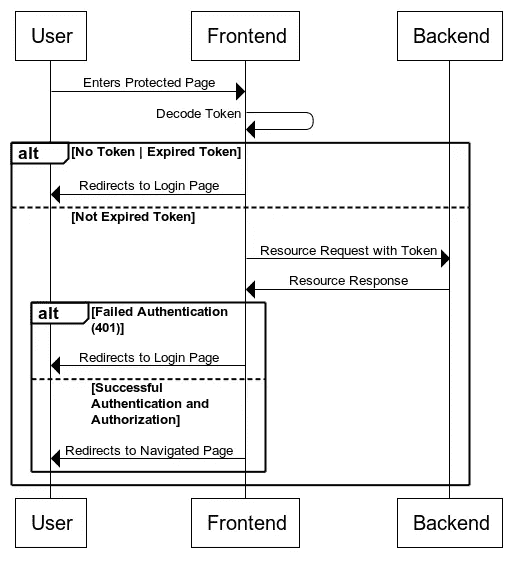 User
Frontend
Backend
Enters Protected Page
Decode Token
alt
[No Token | Expired Token]
Redirects to Login Page
[Not Expired Token]
Resource Request with Token
Resource Response
alt
[Failed Authentication
(401)]
Redirects to Login Page
[Successful
Authentication and
Authorization]
Redirects to Navigated Page
User
Frontend
Backend